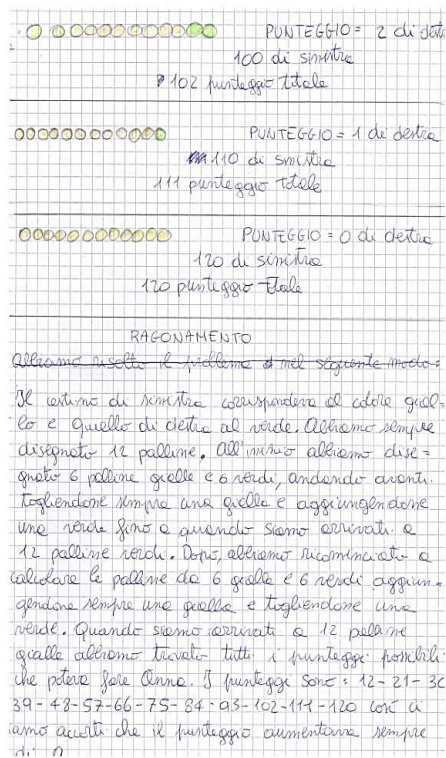 PUNTEGGIO = 2 di dest
100 di sinistra
102 punteggio totale
PUNTEGGIO = 1 di destra
110 di sinistra
111 punteggio totale
PUNTEGGIO = 0 di destra
120 di sinistra
120 punteggio totale
RAGONAMENTO
abbiamo risolto il problema nel seguente modo:
Il cestino di sinistra corrispondeva al colore gial=
lo e quello di destra al verde. Abbiamo sempre
disegnato 12 palline. All'inizio abbiamo dise=
gnato 6 palline gialle e 6 verdi, andando avanti
togliendone sempre una gialla e aggiungendone
una verde fino a quando siamo arrivati a
12 palline verdi. Dopo, abbiamo ricominciato a
calcolare le palline da 6 gialle e 6 verdi aggiun=
gendone sempre una gialla e togliendone una
verde. Quando siamo arrivati a 12 palline
gialle abbiamo trovato tutti i punteggi possibili
che poteva fare Anna. I punteggi sono: 12-21-30
39-48-57-66-75-84-93-102-111-120 così ci
amo accorti che il punteggio aumentava sempre
di 9